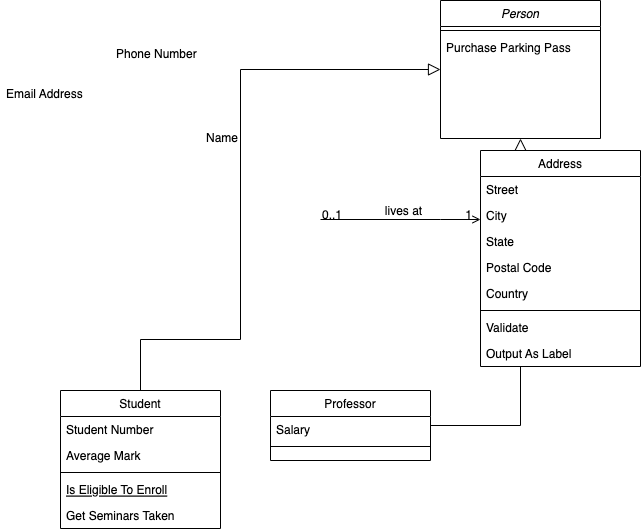 Person
Purchase Parking Pass
Phone Number
Email Address
Name
Address
Street
City
State
Postal Code
Country
Validate
Output As Label
0..1
lives at
1
Student
Student Number
Average Mark
Is Eligible To Enroll
Get Seminars Taken
Professor
Salary